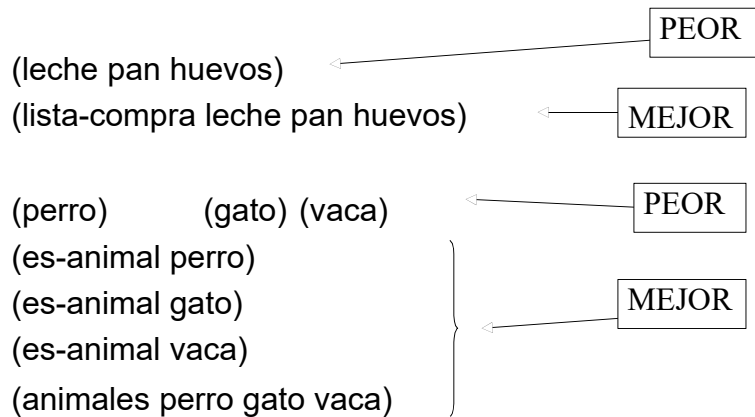 PEOR
(leche pan huevos)
(lista-compra leche pan huevos)
MEJOR
(perro) (gato) (vaca)
PEOR
(es-animal perro)
(es-animal gato)
MEJOR
(es-animal vaca)
(animales perro gato vaca)